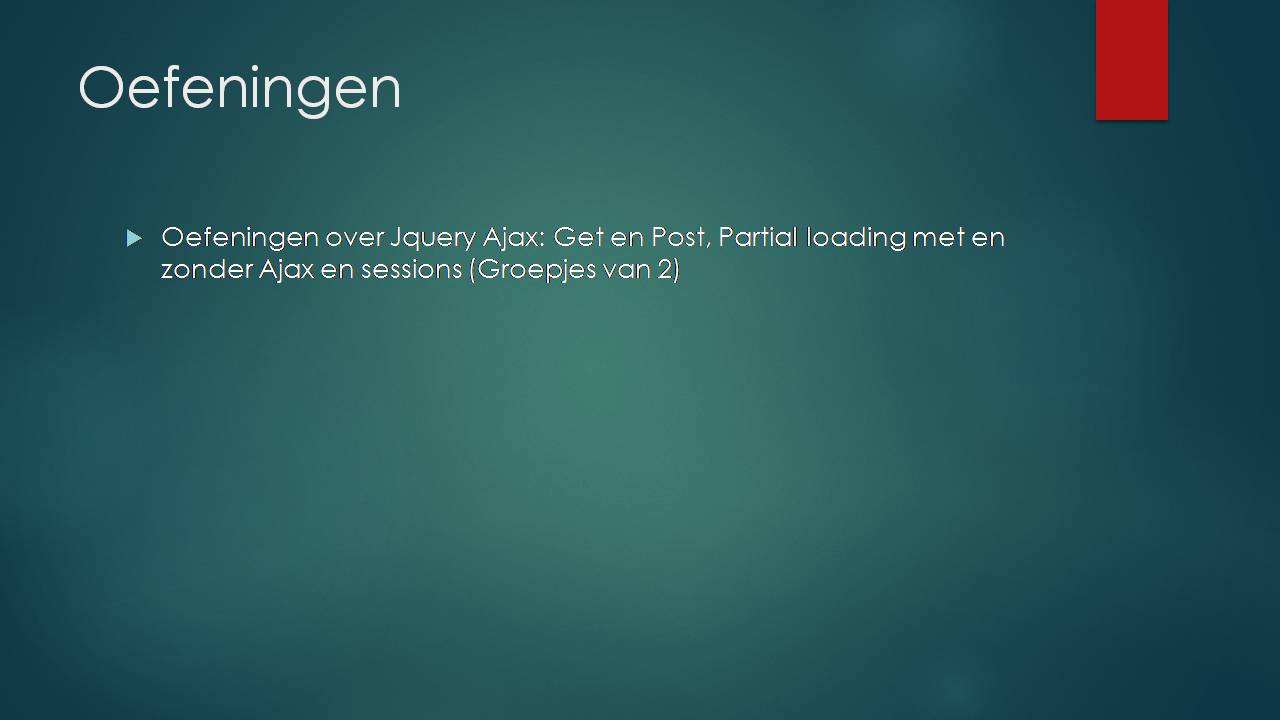 Oefeningen
Oefeningen over Jquery Ajax: Get en Post, Partial loading met en
zonder Ajax en sessions (Groepjes van 2)